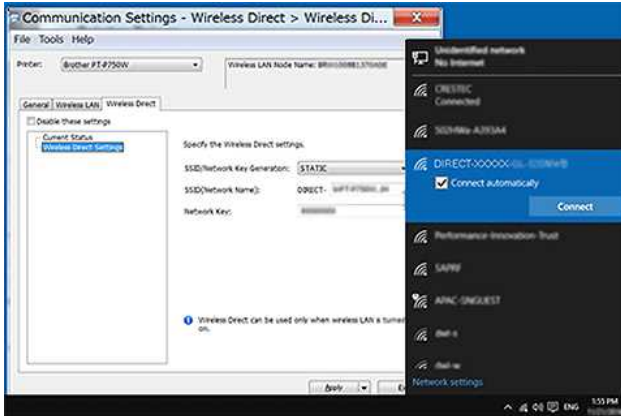 Communication Settings - Wireless Direct > Wireless Di...
File Tools Help
Printer: Brother PT-P750W
Wireless LAN Node Name:
General Wireless LAN Wireless Direct
Disable these settings
Current Status
Wireless Direct Settings
Specify the Wireless Direct settings.
SSID/Network Key Generation: STATIC
SSID(Network Name): DIRECT-
Network Key:
Wireless Direct can be used only when wireless LAN is turned
on.
Apply
Unidentified network
No Internet
CRESTEC
Connected
DIRECT-XXXXX
Connect automatically
Connect
Performance-Innovation-Trust
SAPRF
APAC-SNGUEST
Network settings
ENG
1:55 PM